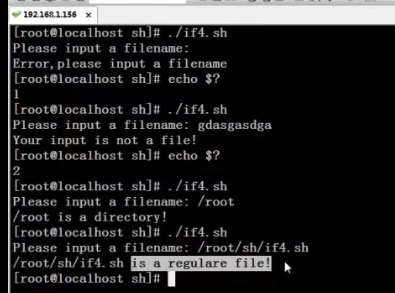 192.168.1.156 ×
[root@localhost sh]# ./if4.sh
Please input a filename:
Error,please input a filename
[root@localhost sh]# echo $?
1
[root@localhost sh]# ./if4.sh
Please input a filename: gdasgasdga
Your input is not a file!
[root@localhost sh]# echo $?
2
[root@localhost sh]# ./if4.sh
Please input a filename: /root
/root is a directory!
[root@localhost sh]# ./if4.sh
Please input a filename: /root/sh/if4.sh
/root/sh/if4.sh is a regulare file!
[root@localhost sh]#